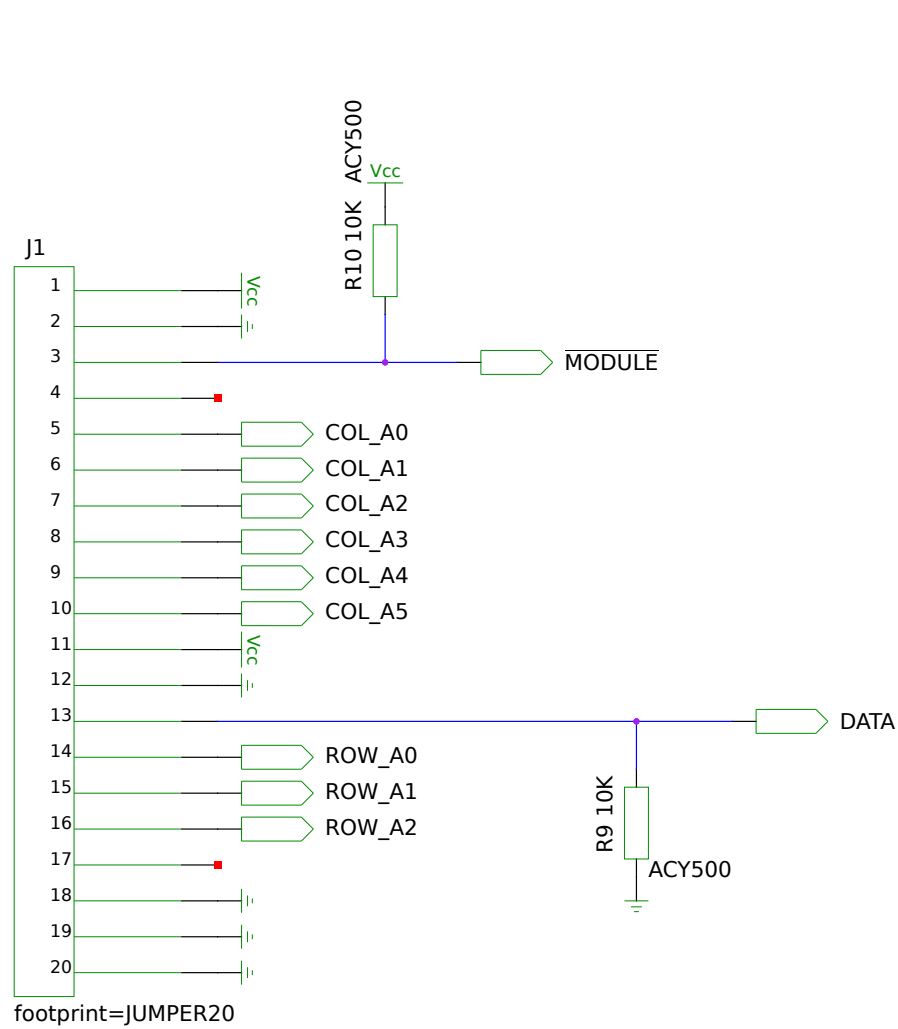 ACY500
Vcc
R10 10K
J1
1
Vcc
2
3
MODULE
4
5
COL_A0
6
COL_A1
7
COL_A2
8
COL_A3
9
COL_A4
10
COL_A5
11
Vcc
12
13
DATA
14
ROW_A0
15
ROW_A1
16
ROW_A2
R9 10K
17
ACY500
18
19
20
footprint=JUMPER20